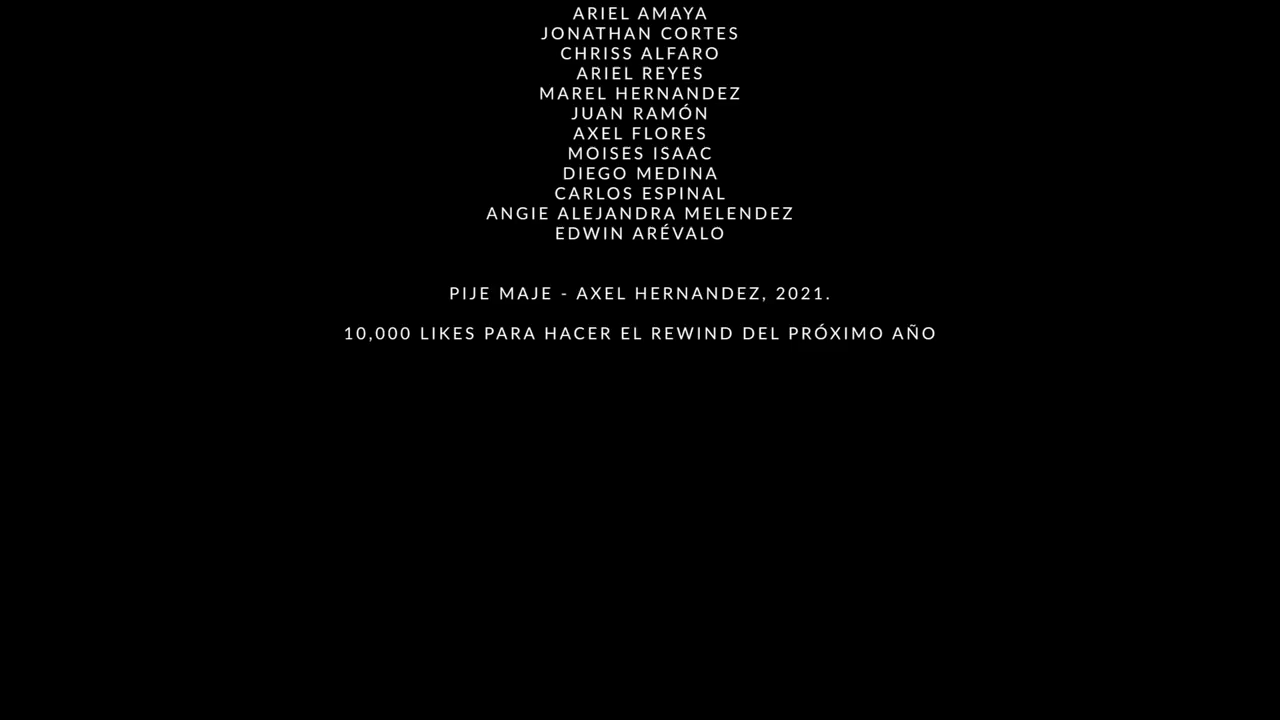 ARIEL AMAYA
JONATHAN CORTES
CHRISS ALFARO
ARIEL REYES
MAREL HERNANDEZ
JUAN RAMÓN
AXEL FLORES
MOISES ISAAC
DIEGO MEDINA
CARLOS ESPINAL
ANGIE ALEJANDRA MELENDEZ
EDWIN ARÉVALO
PIJE MAJE - AXEL HERNANDEZ, 2021.
10,000 LIKES PARA HACER EL REWIND DEL PRÓXIMO AÑO